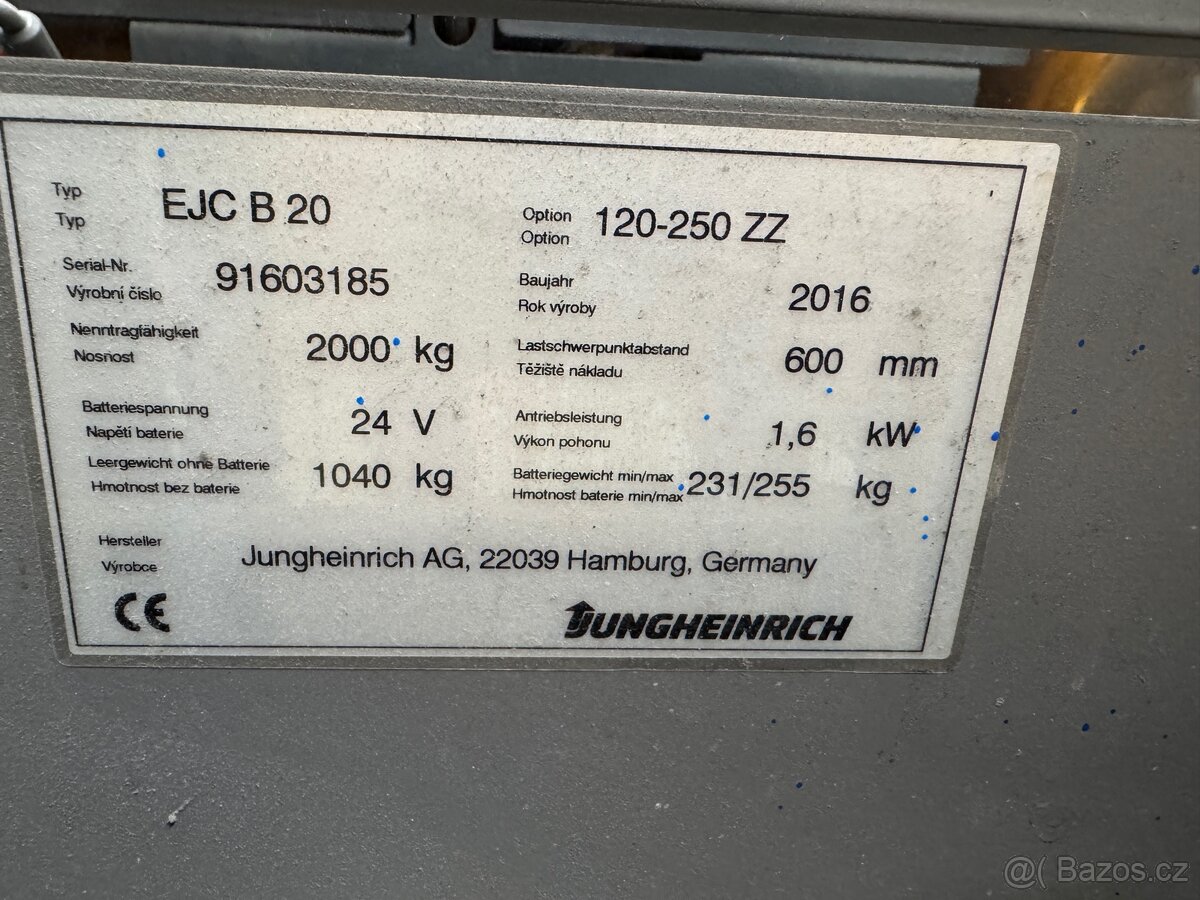 Typ
Typ
EJC B 20
Option
Option
120-250 ZZ
Serial-Nr.
Výrobní číslo
91603185
Baujahr
Rok výroby
2016
Nenntragfähigkeit
Nosnost
2000 kg
Lastschwerpunktabstand
Těžiště nákladu
600 mm
Batteriespannung
Napětí baterie
24 V
Antriebsleistung
Výkon pohonu
1,6 kW
Leergewicht ohne Batterie
Hmotnost bez baterie
1040 kg
Batteriegewicht min/max
Hmotnost baterie min/max
231/255 kg
Hersteller
Výrobce
Jungheinrich AG, 22039 Hamburg, Germany
CE
JUNGHEINRICH
@( Bazos.cz